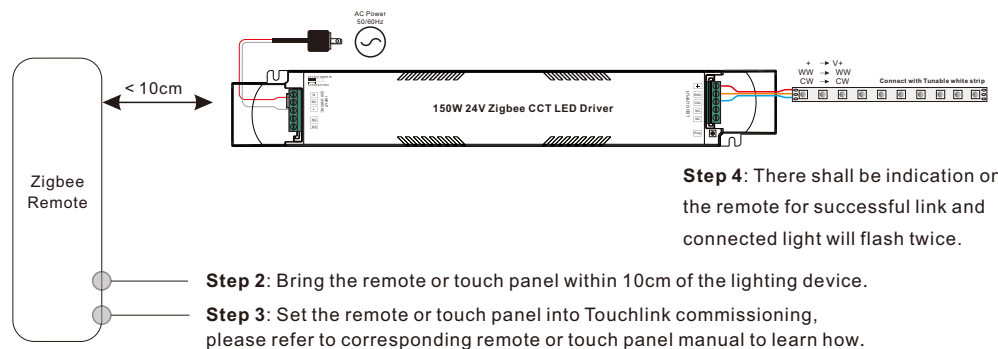 AC Power
50/60Hz
< 10cm
150W 24V Zigbee CCT LED Driver
LED OUTPUT
+ → V+
WW → WW
CW → CW
Connect with Tunable white strip
Zigbee
Remote
Step 4: There shall be indication on
the remote for successful link and
connected light will flash twice.
Step 2: Bring the remote or touch panel within 10cm of the lighting device.
Step 3: Set the remote or touch panel into Touchlink commissioning,
please refer to corresponding remote or touch panel manual to learn how.